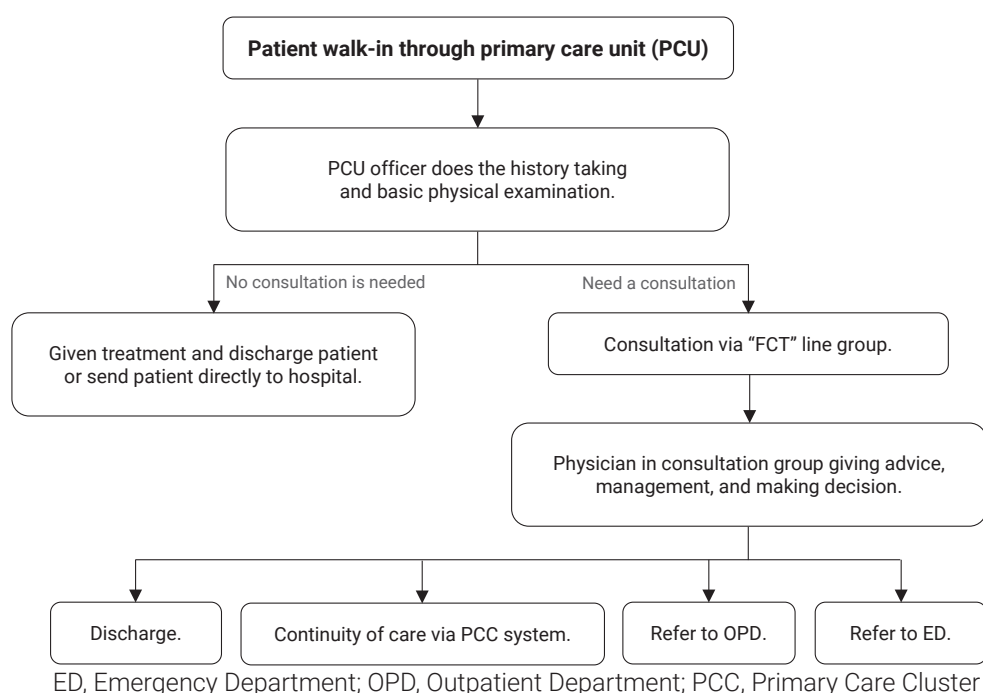 Patient walk-in through primary care unit (PCU)
PCU officer does the history taking
and basic physical examination.
No consultation is needed
Need a consultation
Given treatment and discharge patient
or send patient directly to hospital.
Consultation via “FCT” line group.
Physician in consultation group giving advice,
management, and making decision.
Discharge.
Continuity of care via PCC system.
Refer to OPD.
Refer to ED.
ED, Emergency Department; OPD, Outpatient Department; PCC, Primary Care Cluster